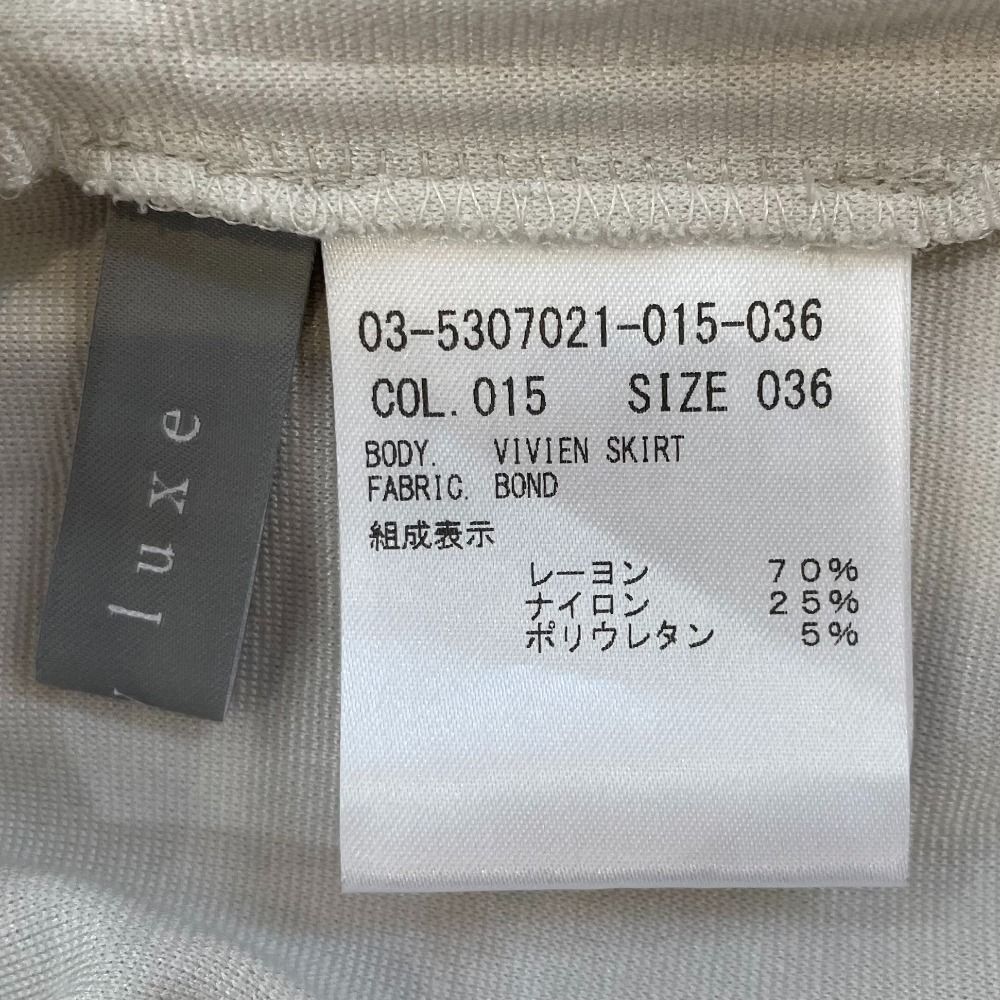 luxe
03-5307021-015-036
COL.015 SIZE 036
BODY. VIVIEN SKIRT
FABRIC. BOND
組成表示
レーヨン 70%
ナイロン 25%
ポリウレタン 5%